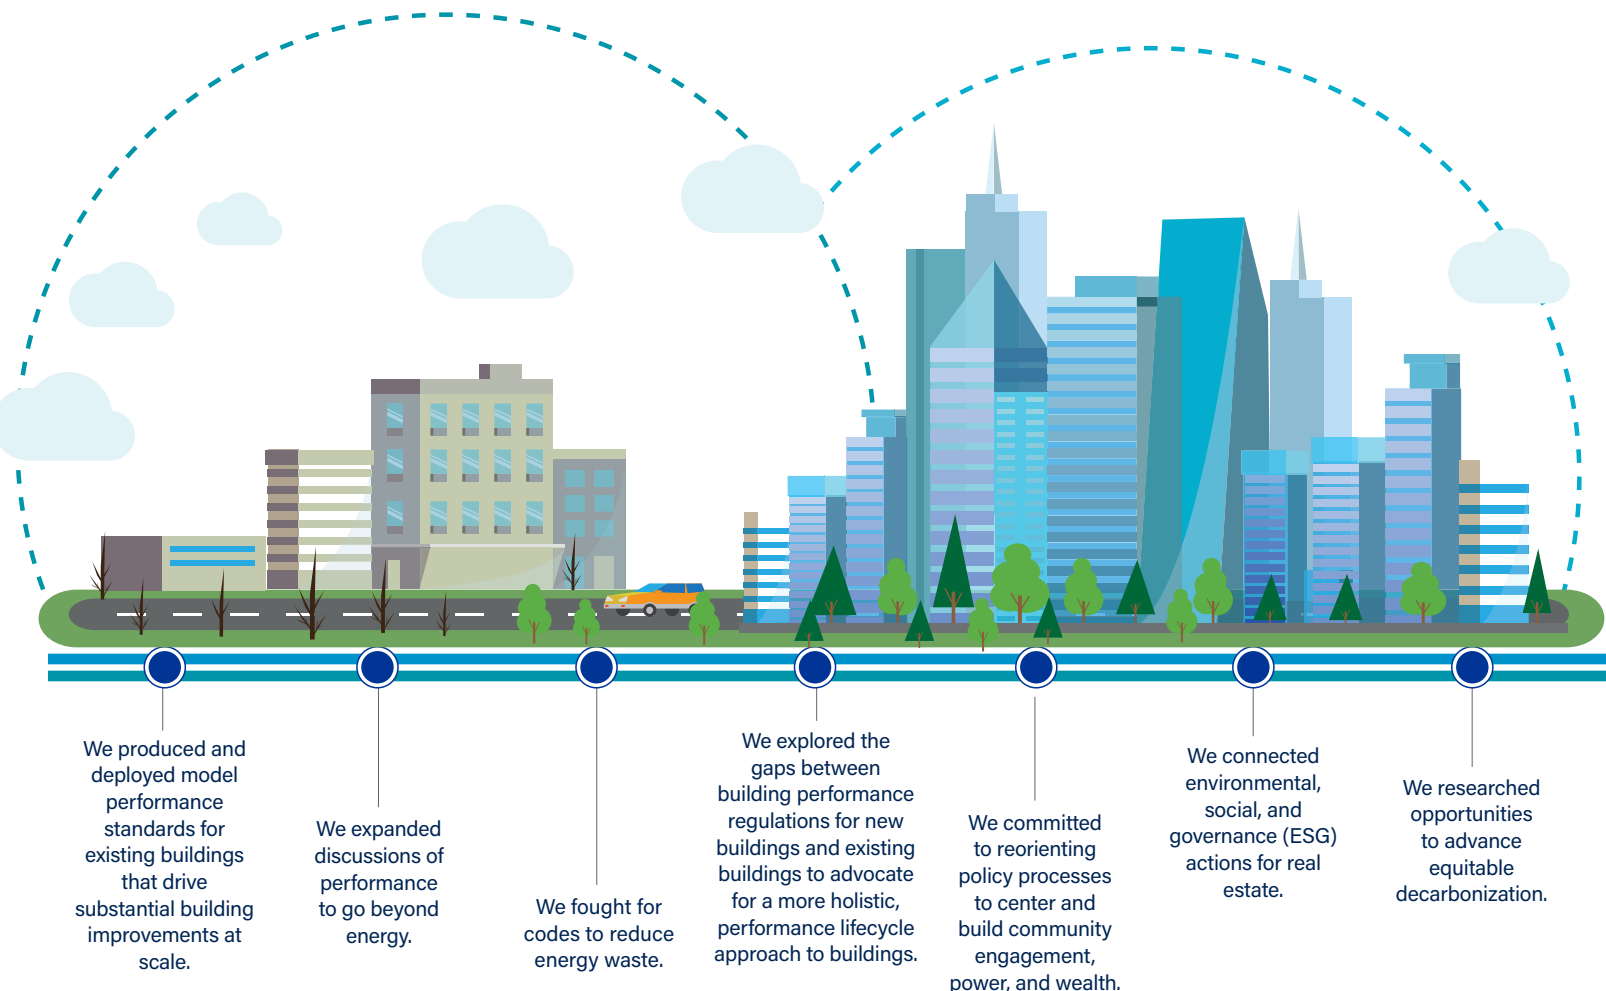 We produced and
deployed model
performance
standards for
existing buildings
that drive
substantial building
improvements at
scale.
We expanded
discussions of
performance
to go beyond
energy.
We fought for
codes to reduce
energy waste.
We explored the
gaps between
building performance
regulations for new
buildings and existing
buildings to advocate
for a more holistic,
performance lifecycle
approach to buildings.
We committed
to reorienting
policy processes
to center and
build community
engagement,
power, and wealth.
We connected
environmental,
social, and
governance (ESG)
actions for real
estate.
We researched
opportunities
to advance
equitable
decarbonization.